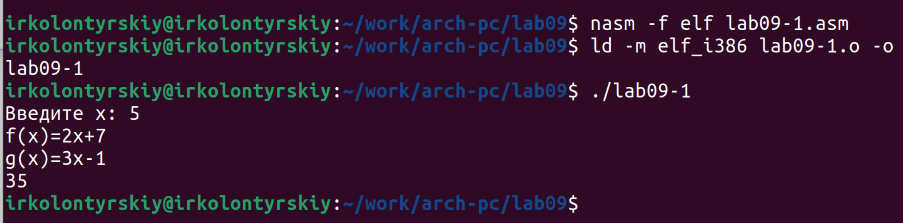 irkolontyrskiy@irkolontyrskiy:~/work/arch-pc/lab09$ nasm -f elf lab09-1.asm
irkolontyrskiy@irkolontyrskiy:~/work/arch-pc/lab09$ ld -m elf_i386 lab09-1.o -o
lab09-1
irkolontyrskiy@irkolontyrskiy:~/work/arch-pc/lab09$ ./lab09-1
Введите x: 5
f(x)=2x+7
g(x)=3x-1
35
irkolontyrskiy@irkolontyrskiy:~/work/arch-pc/lab09$